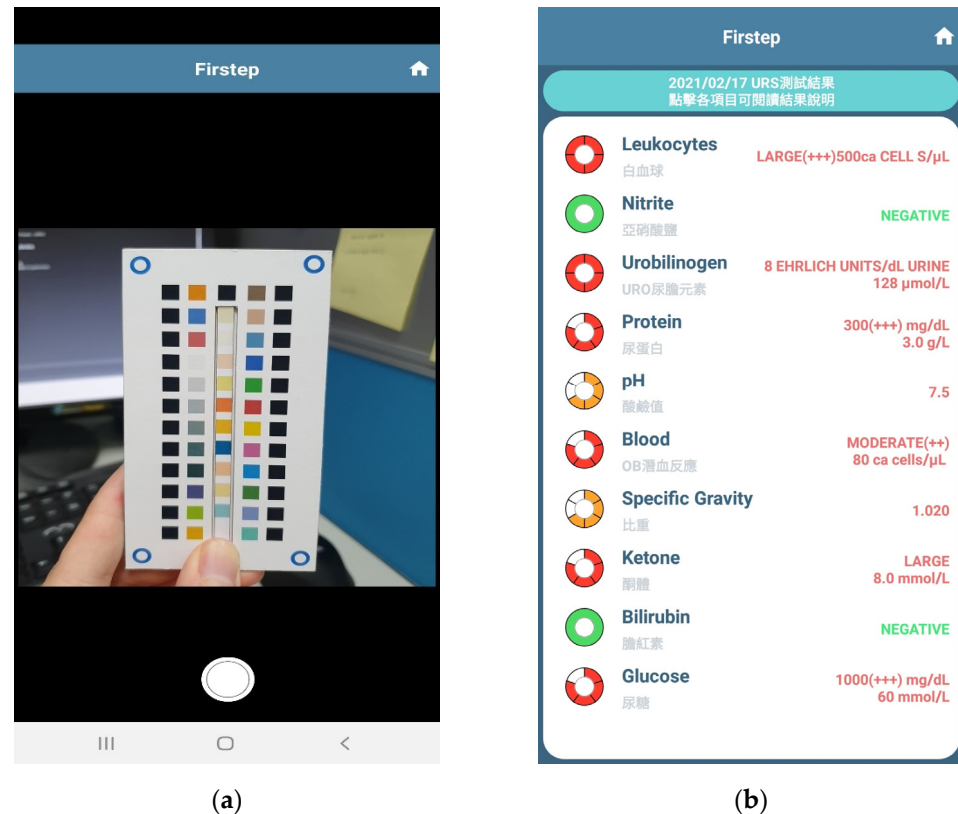 Firstep
(a)
Firstep
2021/02/17 URS測試結果
點擊各項目可閱讀結果說明
Leukocytes
白血球
LARGE(+++)500ca CELL S/µL
Nitrite
亞硝酸鹽
NEGATIVE
Urobilinogen
URO尿膽元素
8 EHRLICH UNITS/dL URINE
128 µmol/L
Protein
尿蛋白
300(+++) mg/dL
3.0 g/L
pH
酸鹼值
7.5
Blood
OB潛血反應
MODERATE(++)
80 ca cells/µL
Specific Gravity
比重
1.020
Ketone
酮體
LARGE
8.0 mmol/L
Bilirubin
膽紅素
NEGATIVE
Glucose
尿糖
1000(+++) mg/dL
60 mmol/L
(b)